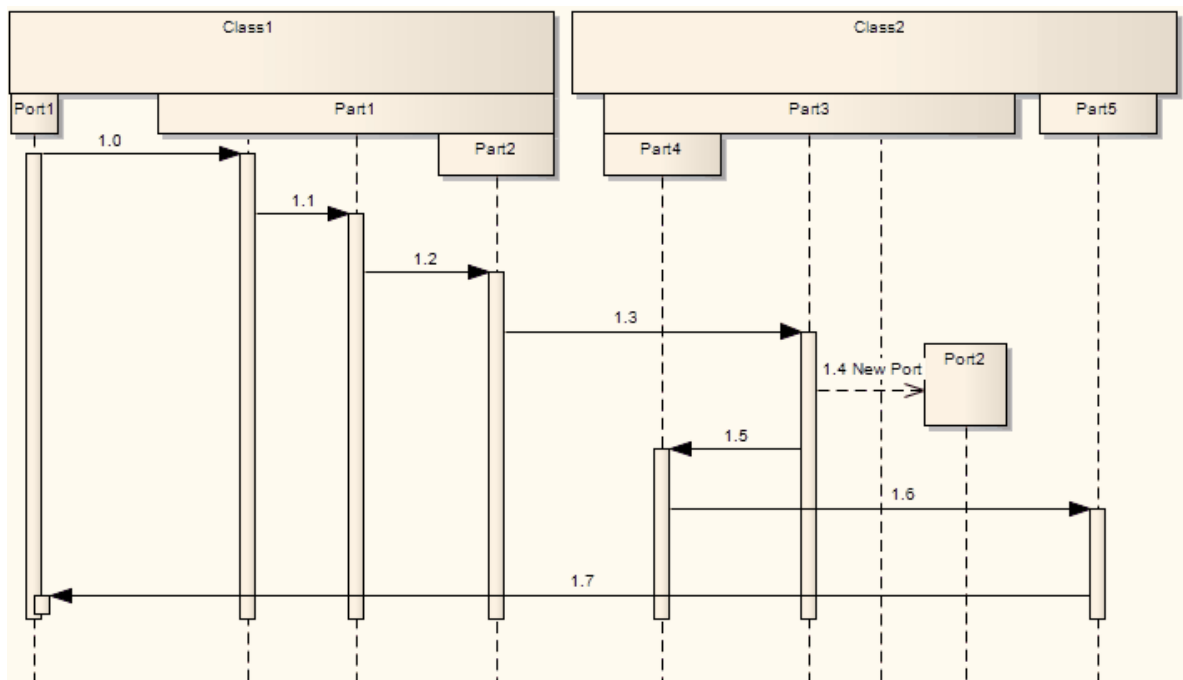 Class1
Class2
Port1
Part1
Part3
Part5
Part2
Part4
1.0
1.1
1.2
1.3
1.4 New Port
Port2
1.5
1.6
1.7